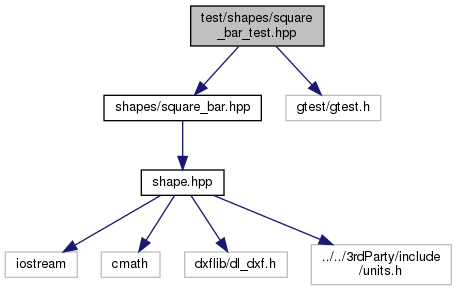 test/shapes/square
_bar_test.hpp
shapes/square_bar.hpp
gtest/gtest.h
shape.hpp
iostream
cmath
dxflib/dl_dxf.h
../../3rdParty/include
/units.h